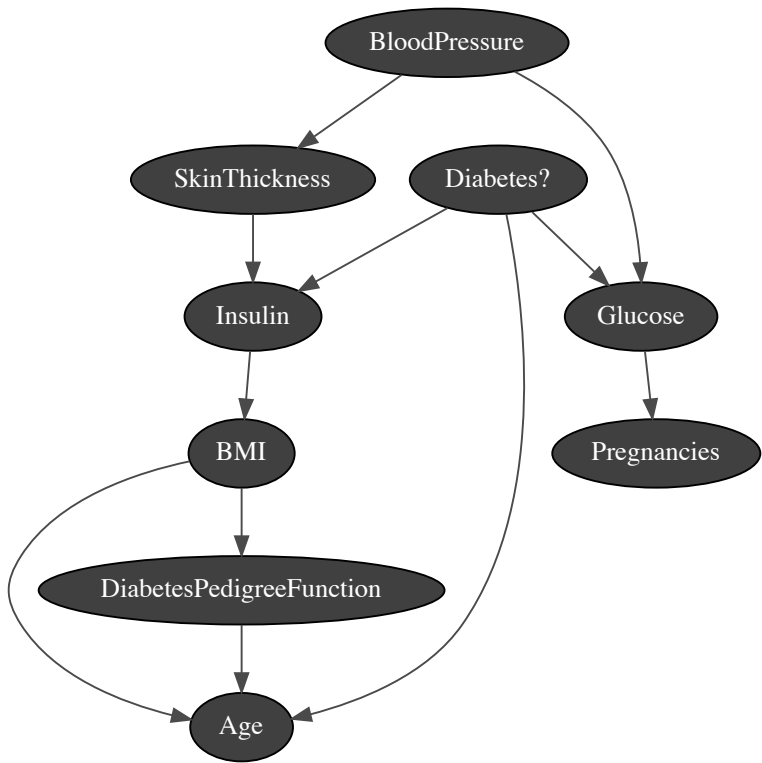 BloodPressure
SkinThickness
Diabetes?
Insulin
Glucose
BMI
Pregnancies
DiabetesPedigreeFunction
Age